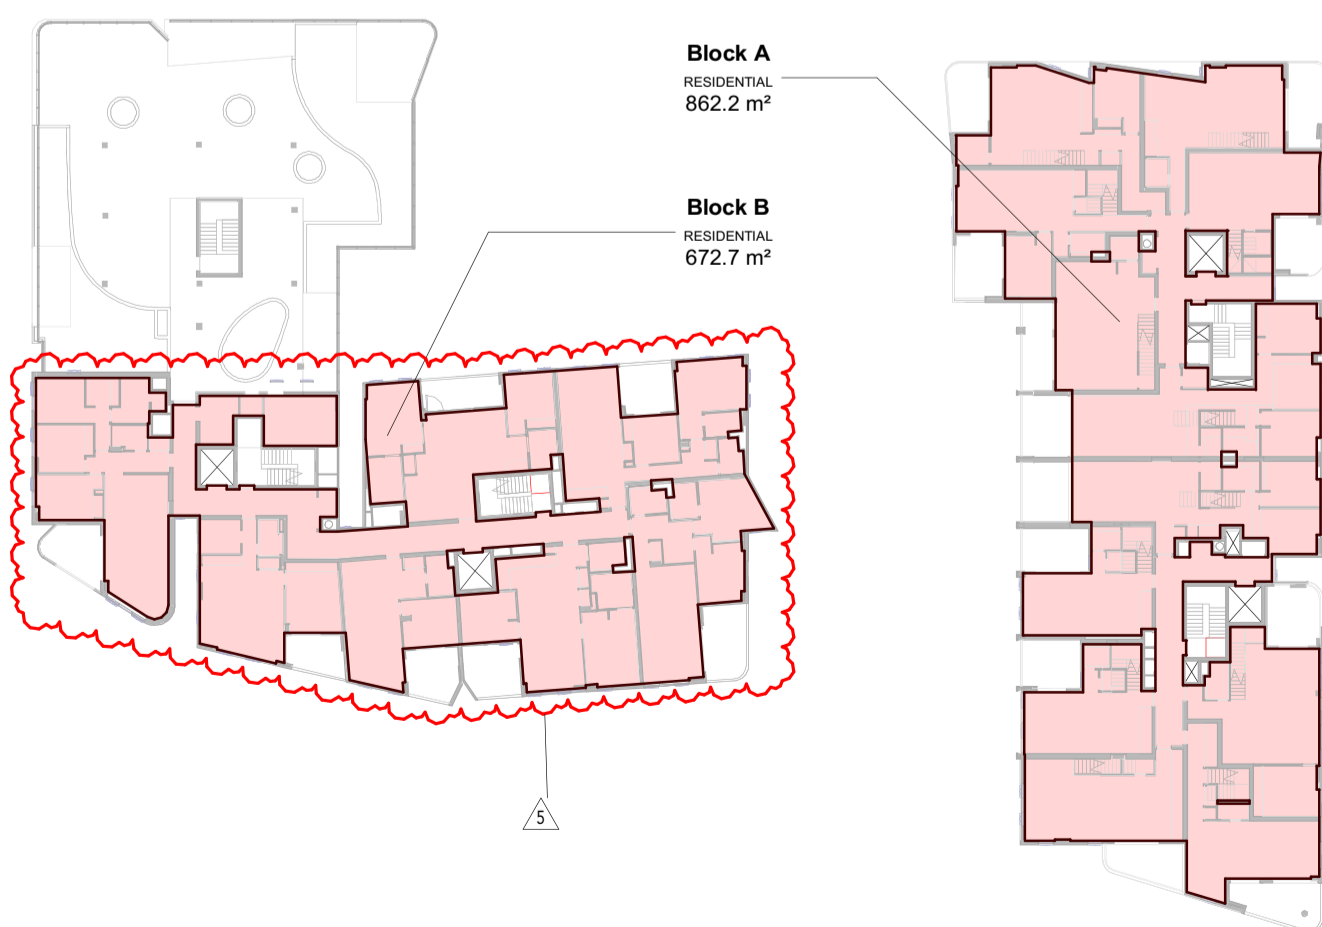 Block A
RESIDENTIAL
862.2 m²
Block B
RESIDENTIAL
672.7 m²
5